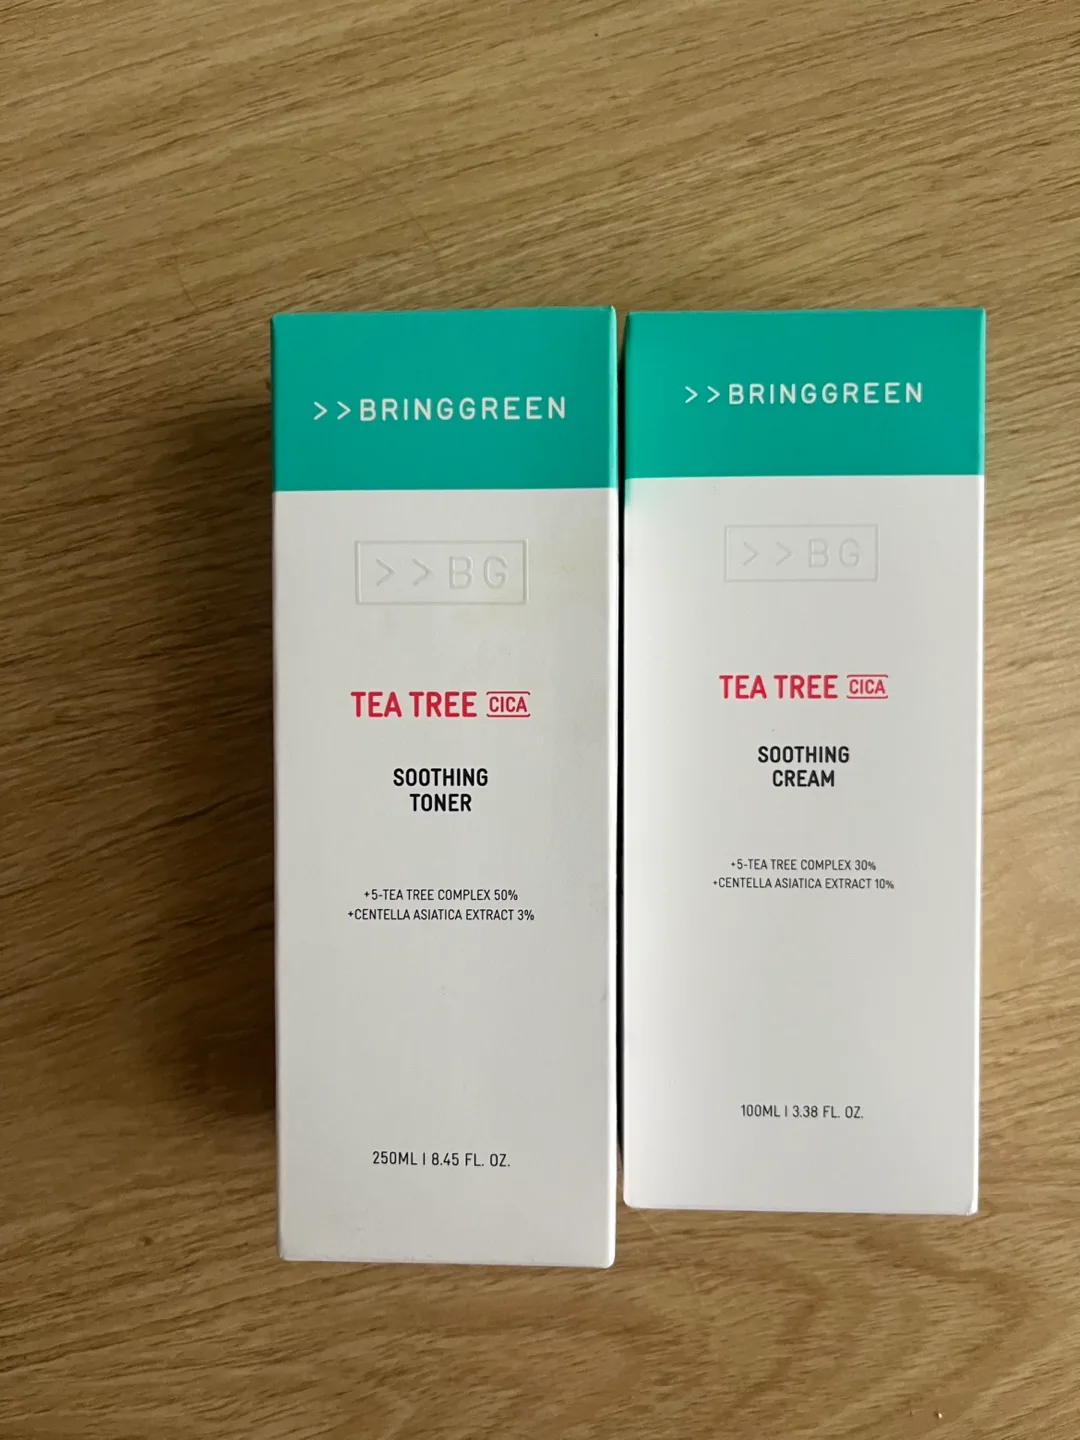 >>BRINGGREEN
>>BG
TEA TREE CICA
SOOTHING
TONER
+5-TEA TREE COMPLEX 50%
+CENTELLA ASIATICA EXTRACT 3%
250ML | 8.45 FL. OZ.
>>BRINGGREEN
>>BG
TEA TREE CICA
SOOTHING
CREAM
+5-TEA TREE COMPLEX 30%
+CENTELLA ASIATICA EXTRACT 10%
100ML | 3.38 FL. OZ.